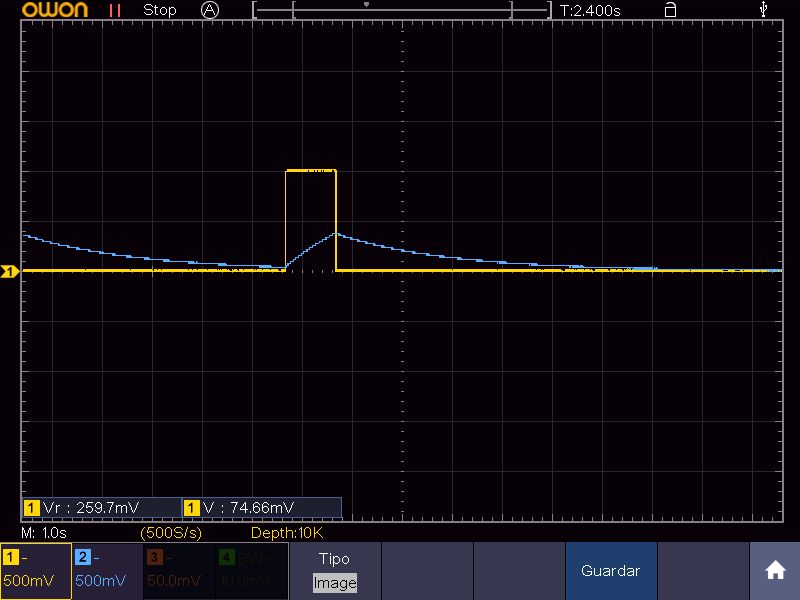 owon Stop A T:2.400s
1
1 Vr : 259.7mV 1 V : 74.66mV
M: 1.0s (500S/s) Depth:10K
1 - 2 - 3 - 4 BW- Tipo
500mV 500mV 50.0mV 10.0mV Image Guardar